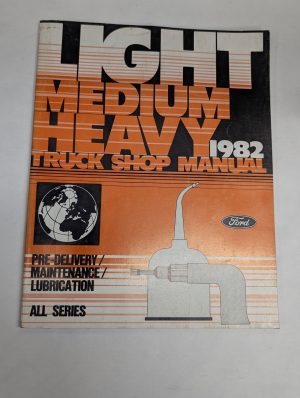 LIGHT
MEDIUM
HEAVY
1982
TRUCK SHOP MANUAL
Ford
PRE-DELIVERY/
MAINTENANCE/
LUBRICATION
ALL SERIES